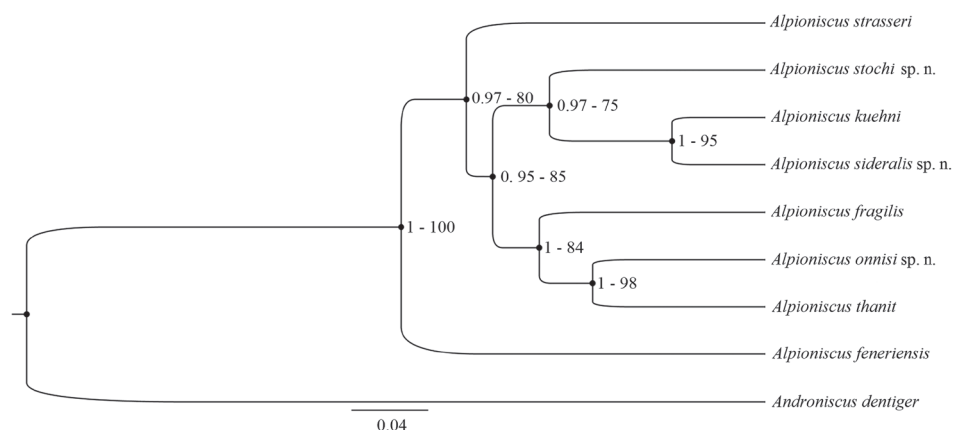 Alpioniscus strasseri
Alpioniscus stochi sp. n.
0.97 - 80
0.97 - 75
Alpioniscus kuehni
1 - 95
Alpioniscus sideralis sp. n.
0. 95 - 85
Alpioniscus fragilis
1 - 100
1 - 84
Alpioniscus onnisi sp. n.
1 - 98
Alpioniscus thanit
Alpioniscus feneriensis
Androniscus dentiger
0.04